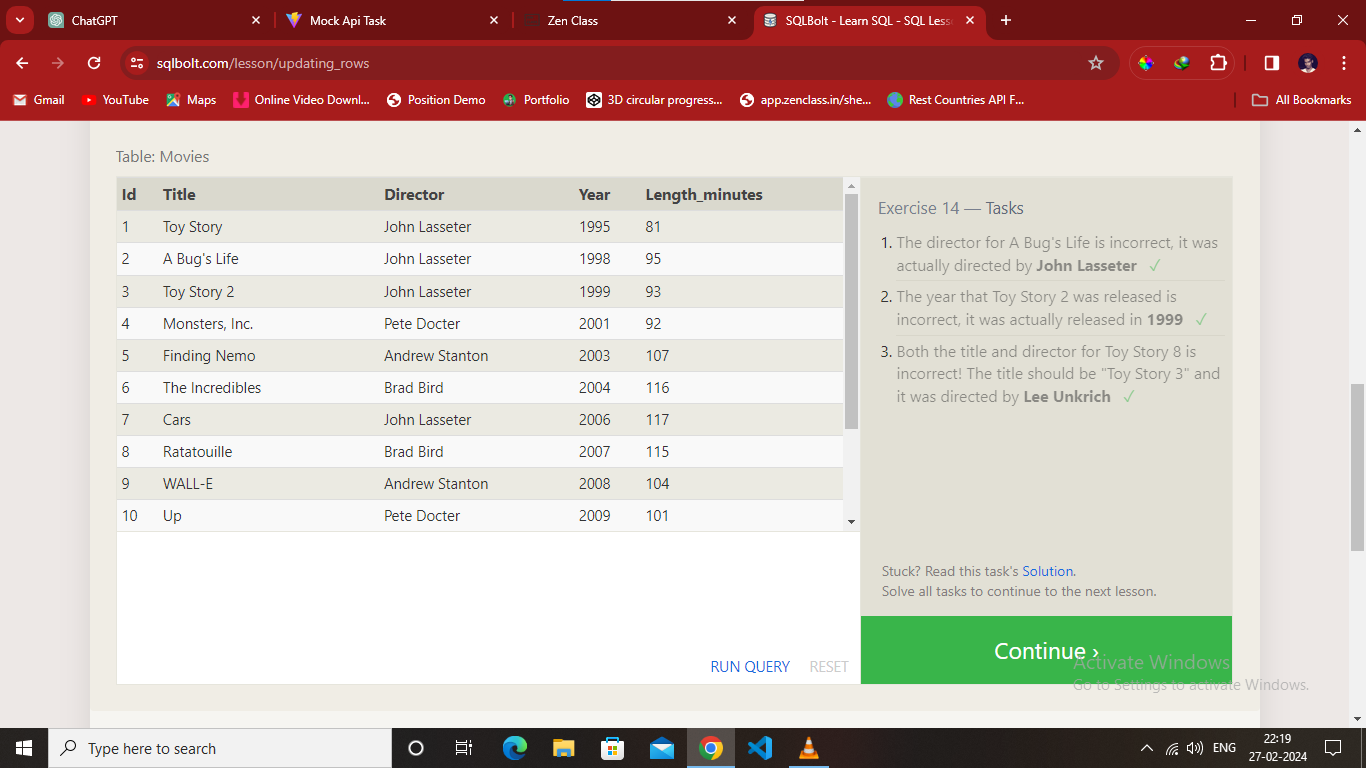 ChatGPT
Mock Api Task
Zen Class
SQLBolt - Learn SQL - SQL Less
sqlbolt.com/lesson/updating_rows
Gmail
YouTube
Maps
Online Video Downl...
Position Demo
Portfolio
3D circular progress...
app.zenclass.in/she...
Rest Countries API F...
All Bookmarks
Table: Movies
Id Title Director Year Length_minutes
1 Toy Story John Lasseter 1995 81
2 A Bug's Life John Lasseter 1998 95
3 Toy Story 2 John Lasseter 1999 93
4 Monsters, Inc. Pete Docter 2001 92
5 Finding Nemo Andrew Stanton 2003 107
6 The Incredibles Brad Bird 2004 116
7 Cars John Lasseter 2006 117
8 Ratatouille Brad Bird 2007 115
9 WALL-E Andrew Stanton 2008 104
10 Up Pete Docter 2009 101
RUN QUERY RESET
Exercise 14 — Tasks
1. The director for A Bug's Life is incorrect, it was
actually directed by John Lasseter ✓
2. The year that Toy Story 2 was released is
incorrect, it was actually released in 1999 ✓
3. Both the title and director for Toy Story 8 is
incorrect! The title should be "Toy Story 3" and
it was directed by Lee Unkrich ✓
Stuck? Read this task's Solution.
Solve all tasks to continue to the next lesson.
Continue ›
Activate Windows
Go to Settings to activate Windows.
Type here to search
ENG
22:19
27-02-2024